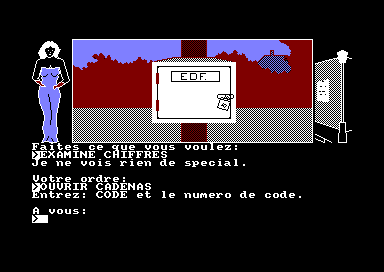 E.D.F.
Faites ce que vous voulez:
>EXAMINE CHIFFRES
Je ne vois rien de special.
Votre ordre:
>OUVRIR CADENAS
Entrez: CODE et le numero de code.
A vous:
>